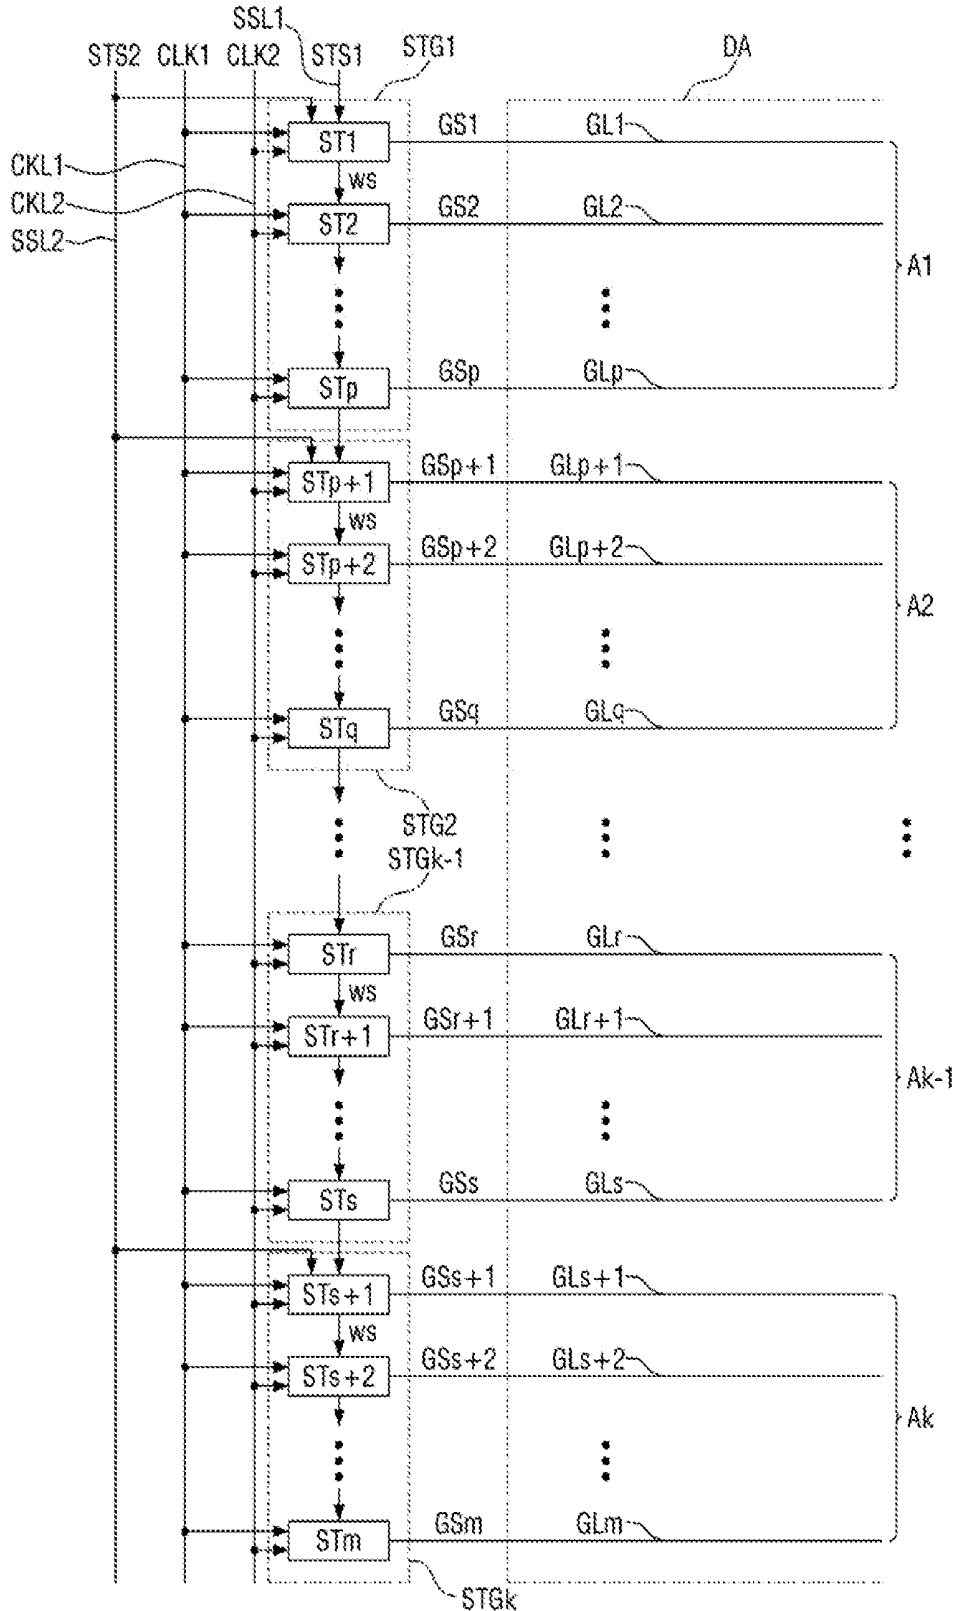 SSL1
STS2 CLK1 CLK2 STS1 STG1 DA
GS1 GL1
ST1
CKL1
ws
CKL2
GS2 GL2
ST2
SSL2
A1
GSp GLp
STp
GSp+1 GLp+1
STp+1
ws
GSp+2 GLp+2
STp+2
A2
GSq GLq
STq
STG2
STGk-1
GSr GLr
STr
ws
GSr+1 GLr+1
STr+1
Ak-1
GSs GLs
STs
GSs+1 GLs+1
STs+1
ws
GSs+2 GLs+2
STs+2
Ak
GSm GLm
STm
STGk